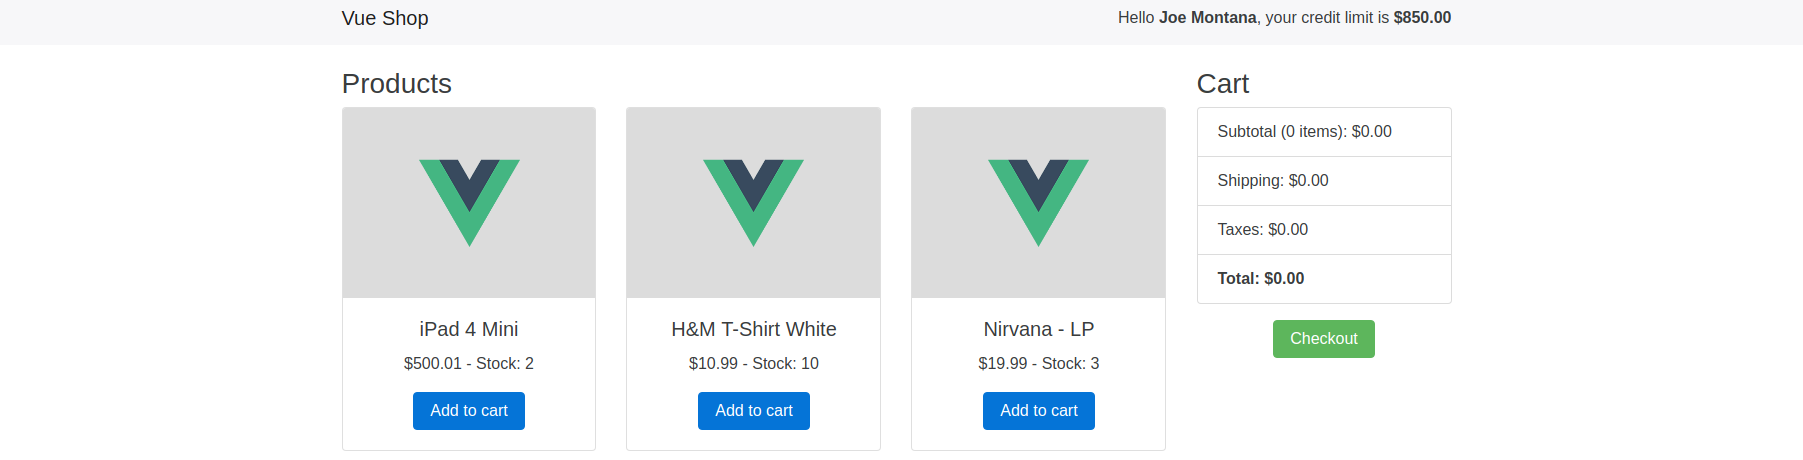 Vue Shop
Hello Joe Montana, your credit limit is $850.00
Products
iPad 4 Mini
$500.01 - Stock: 2
Add to cart
H&M T-Shirt White
$10.99 - Stock: 10
Add to cart
Nirvana - LP
$19.99 - Stock: 3
Add to cart
Cart
Subtotal (0 items): $0.00
Shipping: $0.00
Taxes: $0.00
Total: $0.00
Checkout